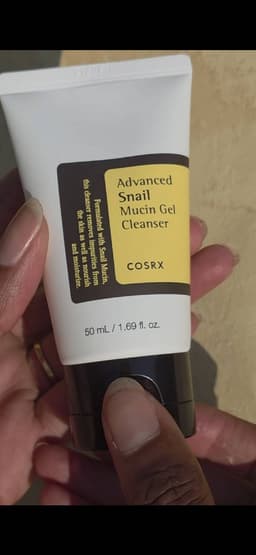 Advanced
Snail
Mucin Gel
Cleanser
COSRX
Formulated with Snail Mucin,
this cleanser removes impurities from
the skin as well as nourish
and moisturize.
50 mL / 1.69 fl. oz.